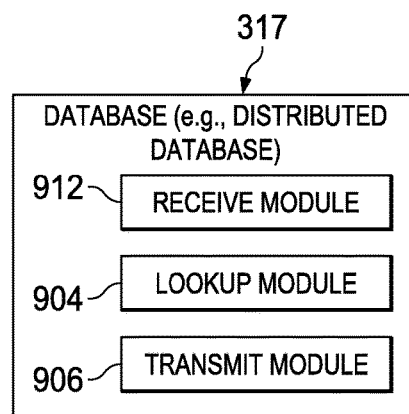 317
DATABASE (e.g., DISTRIBUTED
DATABASE)
912
RECEIVE MODULE
904
LOOKUP MODULE
906
TRANSMIT MODULE